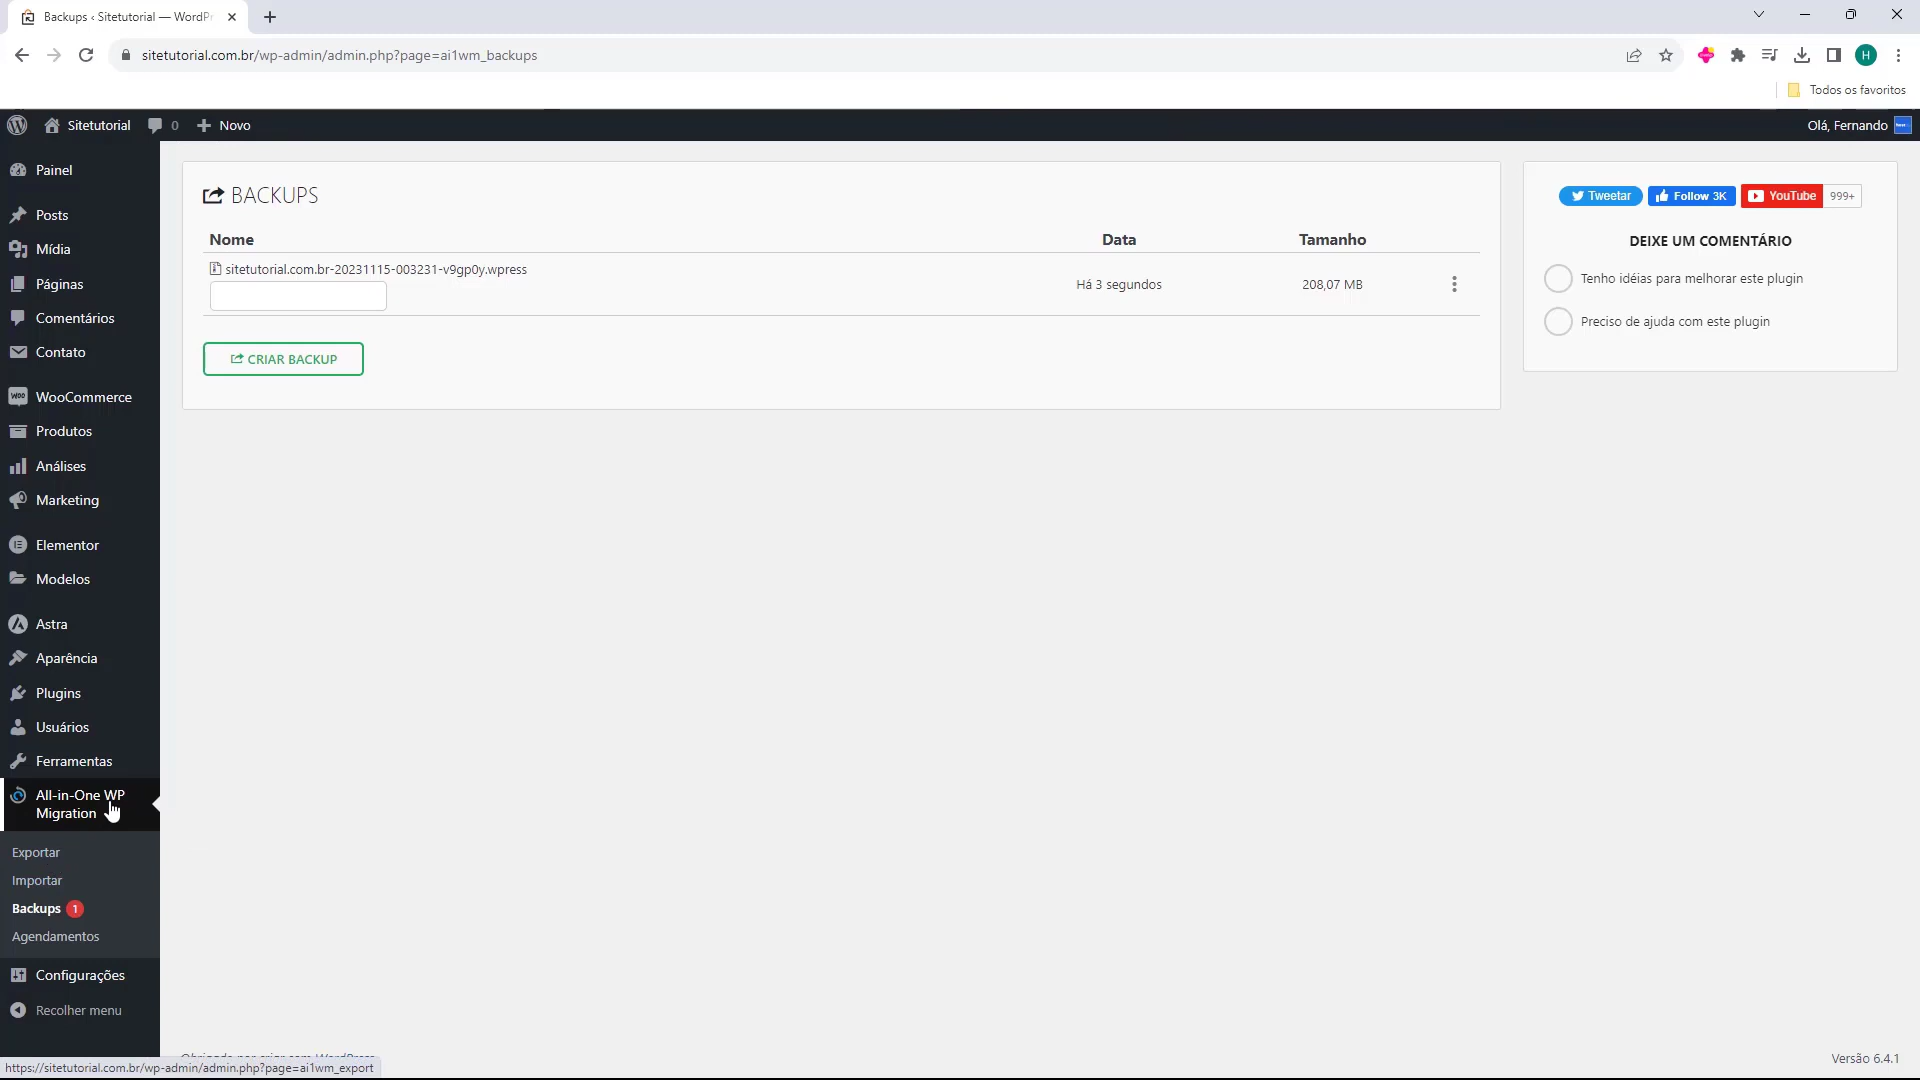 Backups ‹ Sitetutorial — WordPr
sitetutorial.com.br/wp-admin/admin.php?page=ai1wm_backups
H
Todos os favoritos
Sitetutorial
0
Novo
Olá, Fernando
Painel
Posts
Mídia
Páginas
Comentários
Contato
WooCommerce
Produtos
Análises
Marketing
Elementor
Modelos
Astra
Aparência
Plugins
Usuários
Ferramentas
All-in-One WP
Migration
Exportar
Importar
Backups 1
Agendamentos
Configurações
Recolher menu
BACKUPS
Nome
Data
Tamanho
sitetutorial.com.br-20231115-003231-v9gp0y.wpress
Há 3 segundos
208,07 MB
CRIAR BACKUP
Tweetar
Follow 3K
YouTube
999+
DEIXE UM COMENTÁRIO
Tenho idéias para melhorar este plugin
Preciso de ajuda com este plugin
Versão 6.4.1
https://sitetutorial.com.br/wp-admin/admin.php?page=ai1wm_export